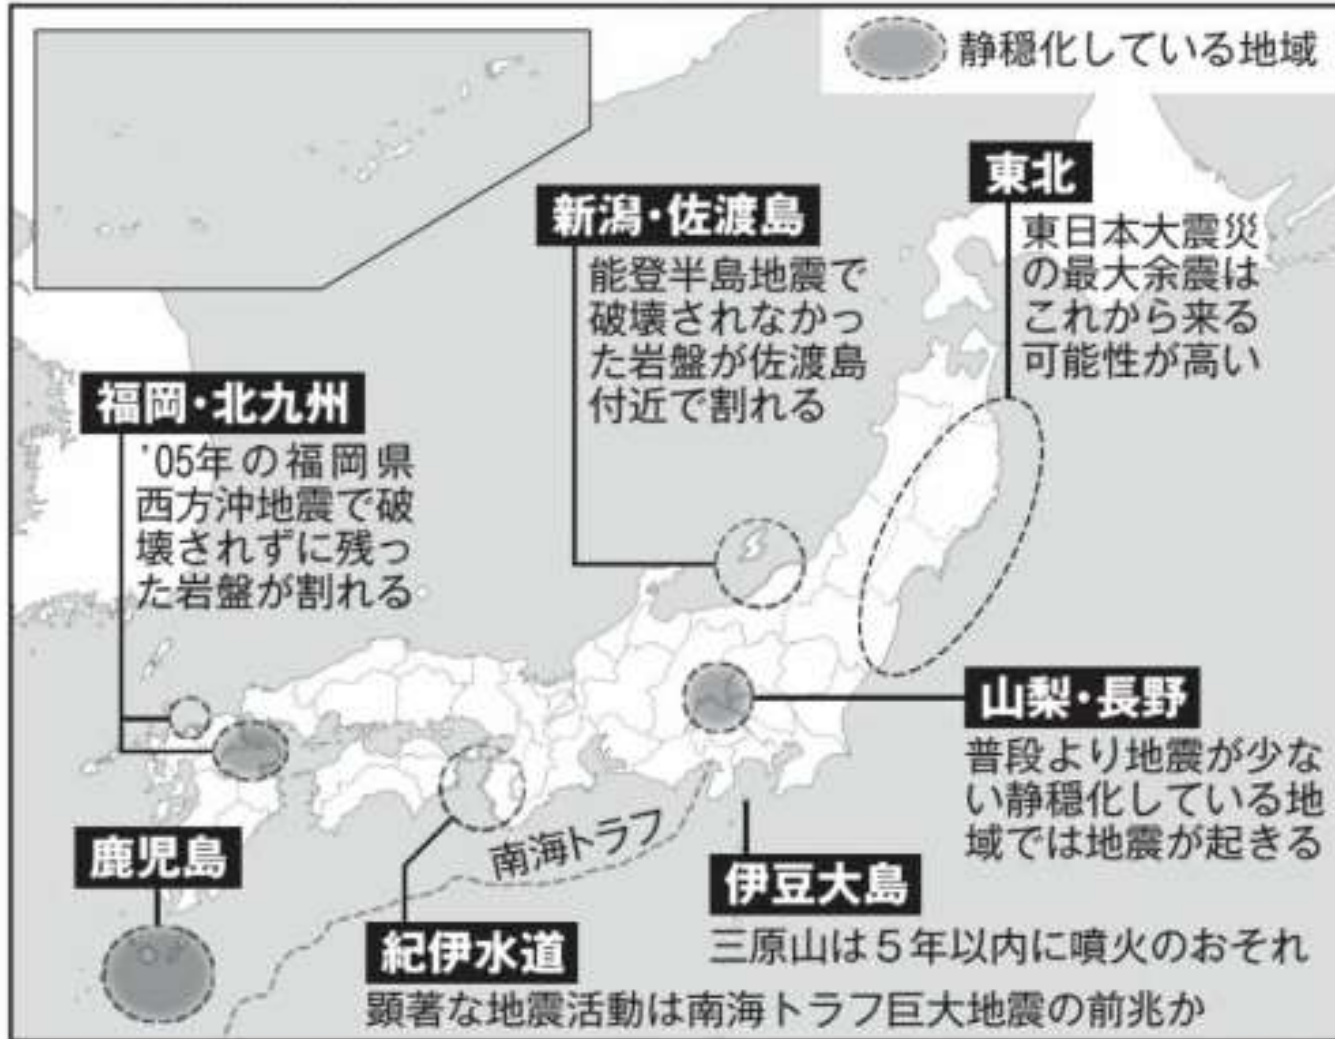 静穏化している地域
東北
東日本大震災
の最大余震は
これから来る
可能性が高い
新潟・佐渡島
能登半島地震で
破壊されなかっ
た岩盤が佐渡島
付近で割れる
福岡・北九州
'05年の福岡県
西方沖地震で破
壊されずに残っ
た岩盤が割れる
山梨・長野
普段より地震が少な
い静穏化している地
域では地震が起きる
鹿児島
南海トラフ
伊豆大島
三原山は5年以内に噴火のおそれ
紀伊水道
顕著な地震活動は南海トラフ巨大地震の前兆か